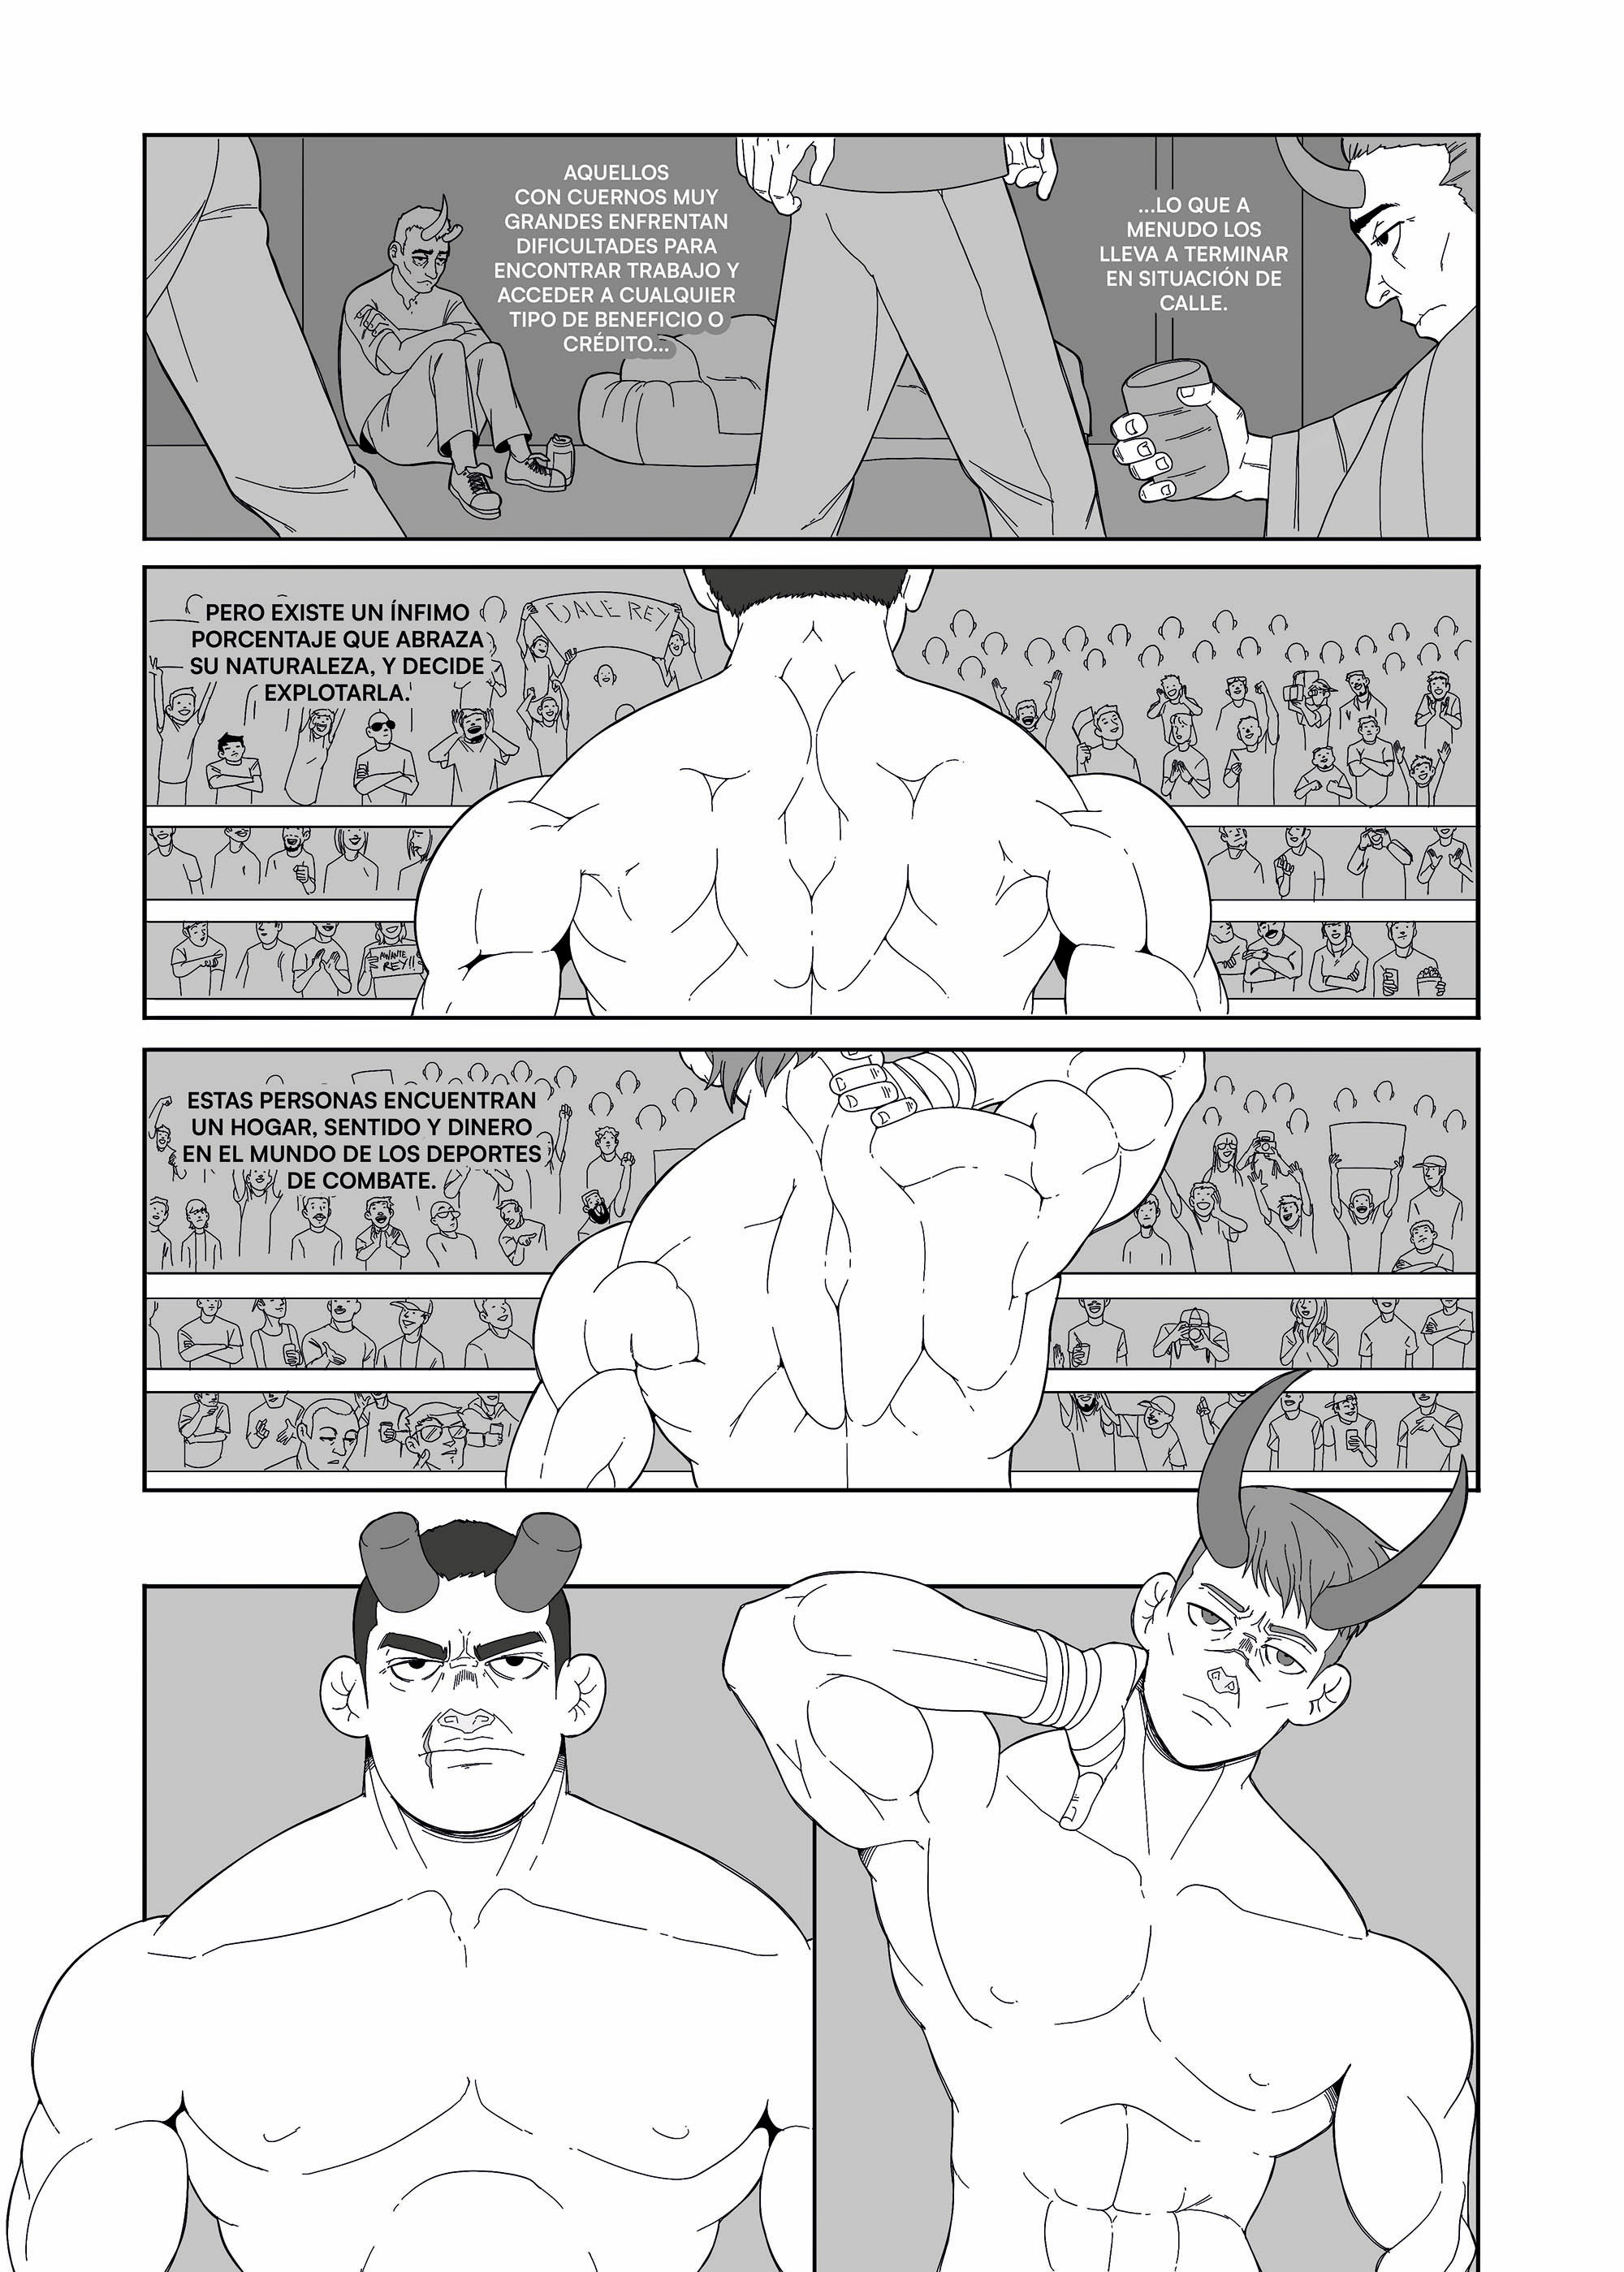 AQUELLOS
CON CUERNOS MUY
GRANDES ENFRENTAN
DIFICULTADES PARA
ENCONTRAR TRABAJO Y
ACCEDER A CUALQUIER
TIPO DE BENEFICIO O
CRÉDITO...
...LO QUE A
MENUDO LOS
LLEVA A TERMINAR
EN SITUACIÓN DE
CALLE.
PERO EXISTE UN ÍNFIMO
PORCENTAJE QUE ABRAZA
SU NATURALEZA, Y DECIDE
EXPLOTARLA.
DALE REY
AGUANTE
REY!!
ESTAS PERSONAS ENCUENTRAN
UN HOGAR, SENTIDO Y DINERO
EN EL MUNDO DE LOS DEPORTES
DE COMBATE.